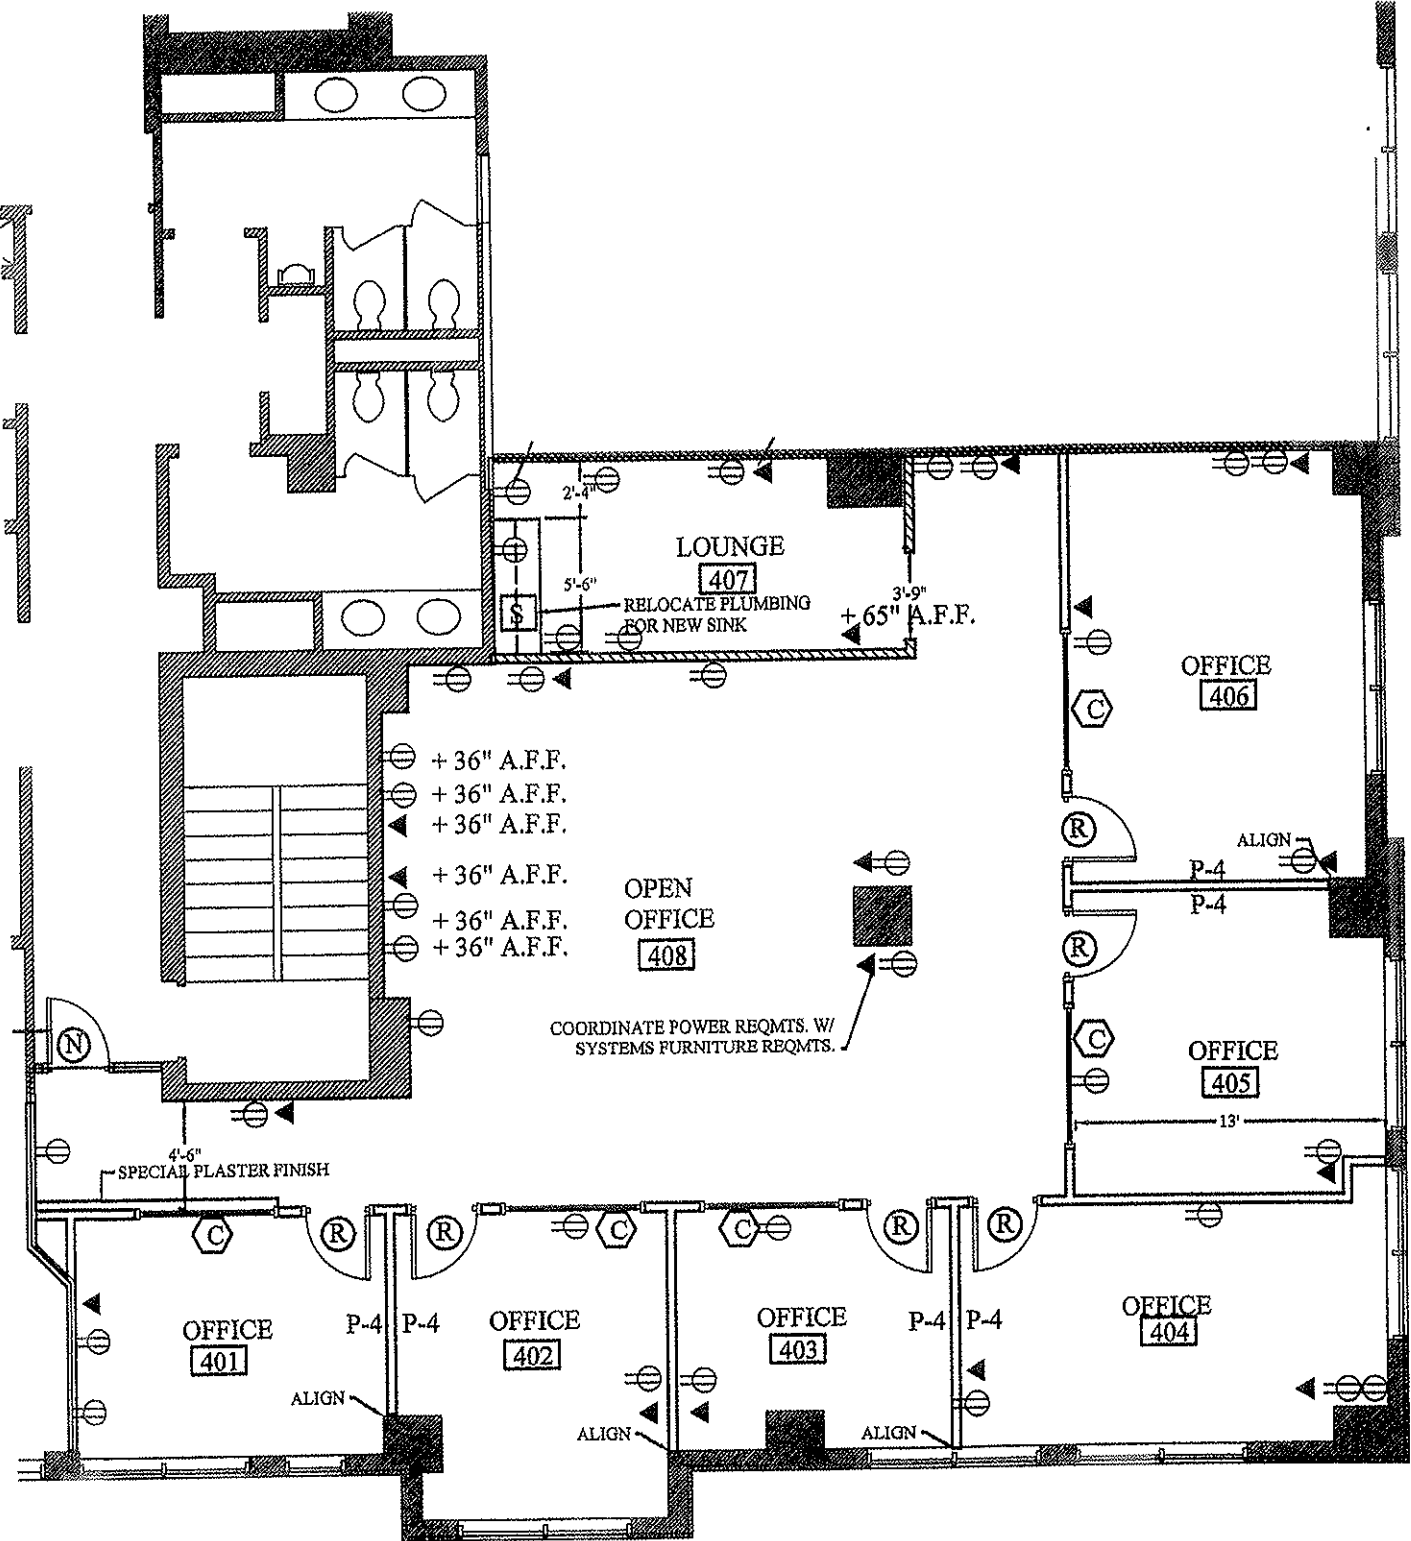 2'-4"
LOUNGE
407
5'-6"
3'-9"
RELOCATE PLUMBING
FOR NEW SINK
S
+ 65" A.F.F.
OFFICE
406
C
+ 36" A.F.F.
+ 36" A.F.F.
+ 36" A.F.F.
R
ALIGN
P-4
P-4
+ 36" A.F.F.
+ 36" A.F.F.
+ 36" A.F.F.
OPEN
OFFICE
408
R
COORDINATE POWER REQMTS. W/
SYSTEMS FURNITURE REQMTS.
N
C
OFFICE
405
13'
4'-6"
SPECIAL PLASTER FINISH
C
R
R
C
C
R
R
OFFICE
401
P-4
P-4
OFFICE
402
OFFICE
403
P-4
P-4
OFFICE
404
ALIGN
ALIGN
ALIGN